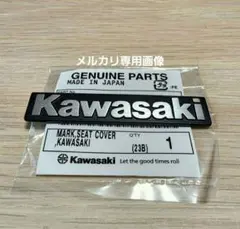 メルカリ専用画像
GENUINE PARTS
MADE IN JAPAN
Kawasaki
MARK,SEAT COVER
,KAWASAKI
Q'TY
1
(23B)
Kawasaki
Let the good times roll